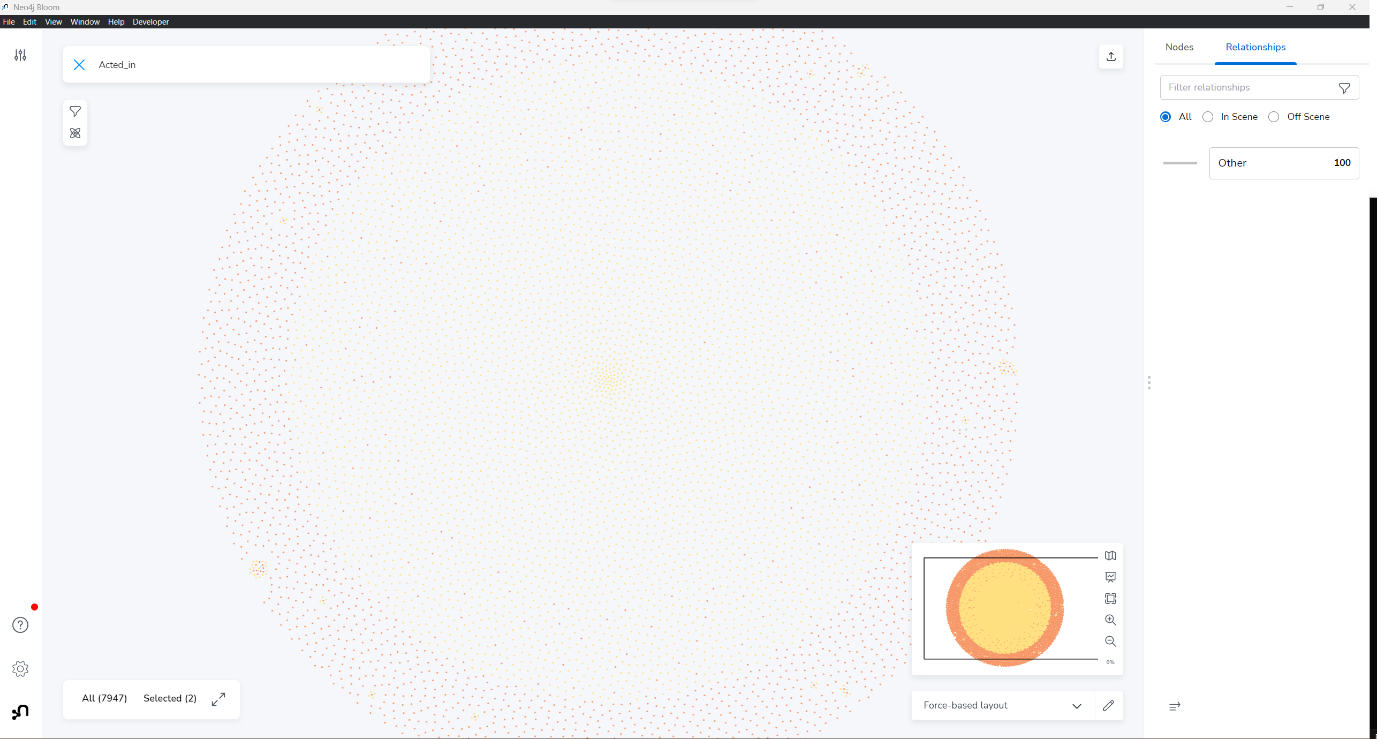 Neo4j Bloom
File Edit View Window Help Developer
Acted_in
Nodes Relationships
Filter relationships
All In Scene Off Scene
Other 100
0%
All (7947) Selected (2)
Force-based layout